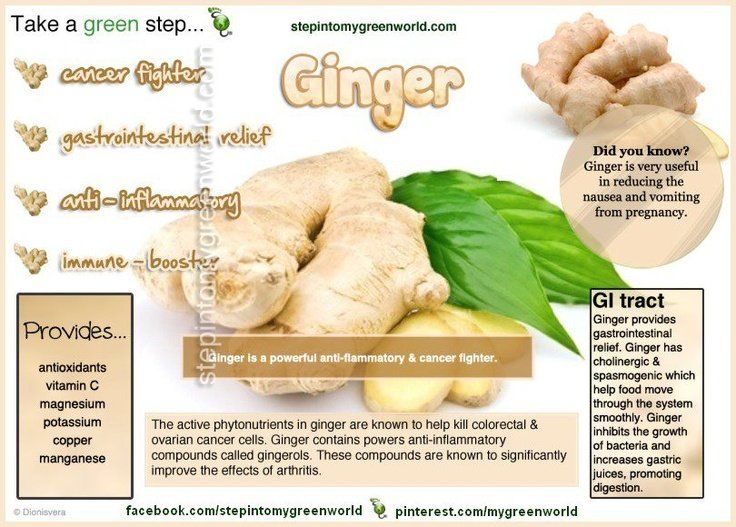 Take a green step...
stepintomygreenworld.com
Ginger
cancer fighter
gastrointestinal relief
anti - inflammatory
immune - booster
stepintomygreenworld.com
Did you know?
Ginger is very useful
in reducing the
nausea and vomiting
from pregnancy.
Provides...
antioxidants
vitamin C
magnesium
potassium
copper
manganese
Ginger is a powerful anti-flammatory & cancer fighter.
The active phytonutrients in ginger are known to help kill colorectal &
ovarian cancer cells. Ginger contains powers anti-inflammatory
compounds called gingerols. These compounds are known to significantly
improve the effects of arthritis.
GI tract
Ginger provides
gastrointestinal
relief. Ginger has
cholinergic &
spasmogenic which
help food move
through the system
smoothly. Ginger
inhibits the growth
of bacteria and
increases gastric
juices, promoting
digestion.
© Dionisvera
facebook.com/stepintomygreenworld pinterest.com/mygreenworld